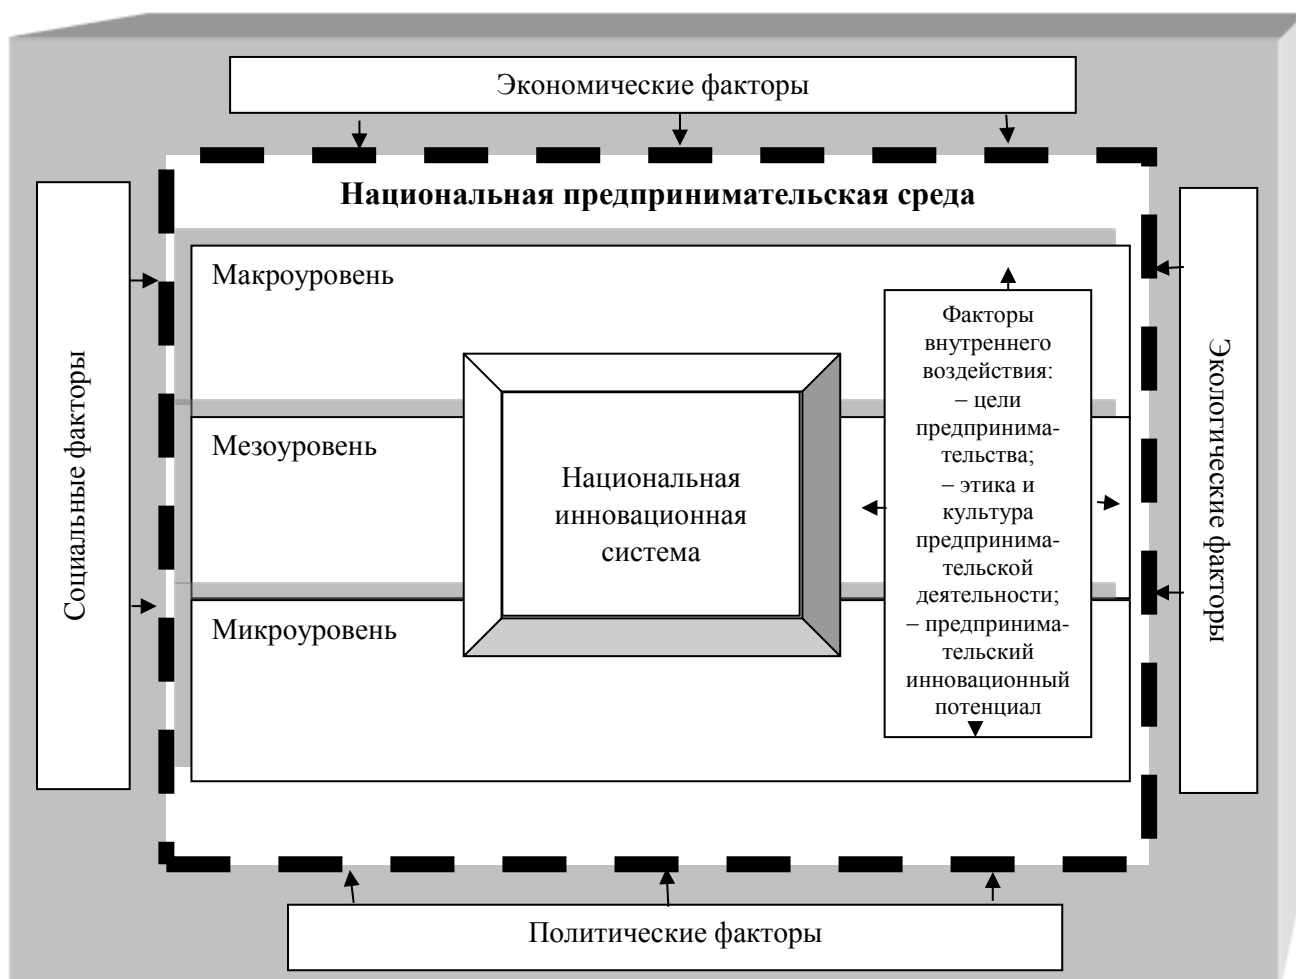 Экономические факторы
Национальная предпринимательская среда
Социальные факторы
Макроуровень
Мезоуровень
Микроуровень
Национальная
инновационная
система
Факторы
внутреннего
воздействия:
– цели
предпринима-
тельства;
– этика и
культура
предпринима-
тельской
деятельности;
– предпринима-
тельский
инновационный
потенциал
Экологические факторы
Политические факторы